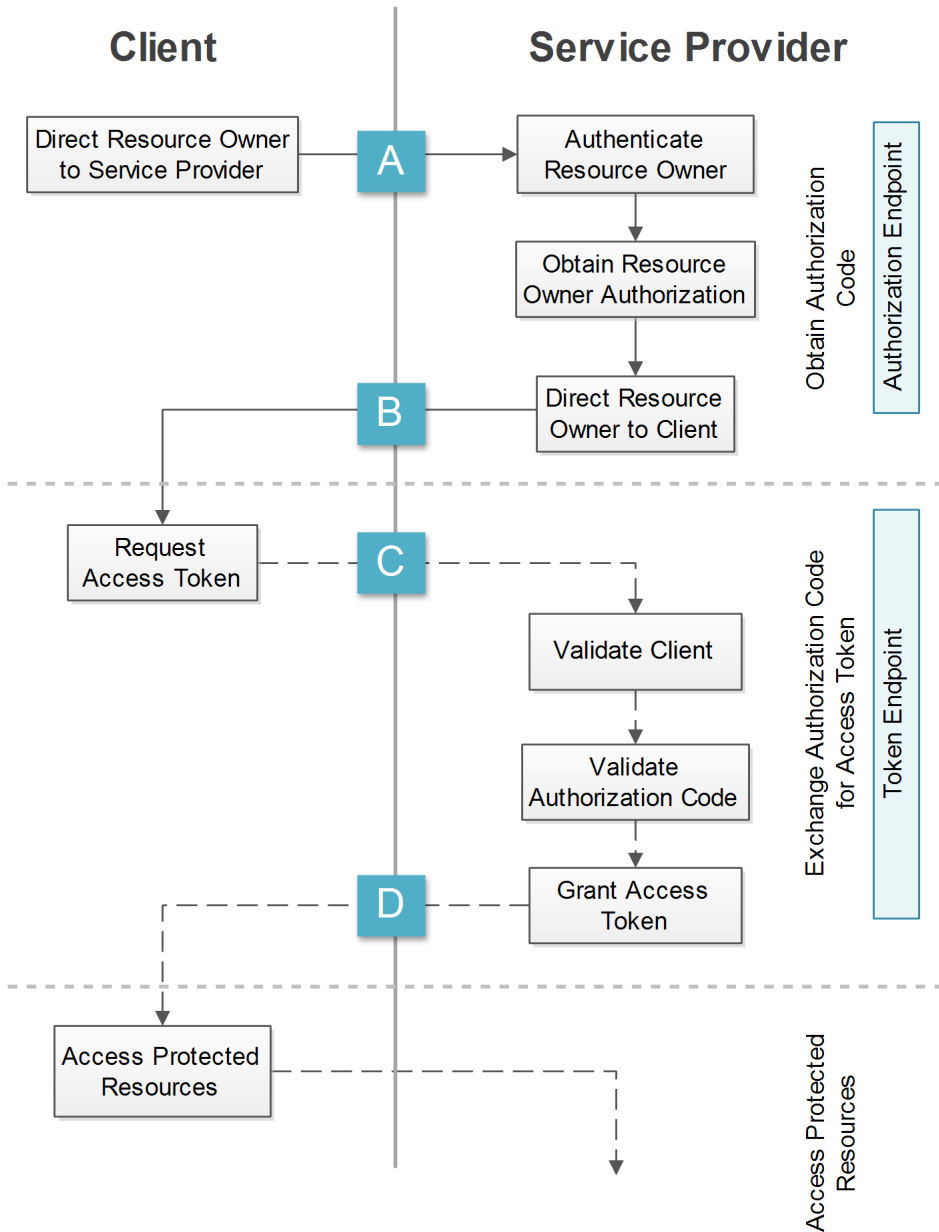 Client
Service Provider
Direct Resource Owner
to Service Provider
A
Authenticate
Resource Owner
Obtain Resource
Owner Authorization
Direct Resource
Owner to Client
B
Obtain Authorization
Code
Authorization Endpoint
Request
Access Token
C
Validate Client
Validate
Authorization Code
Grant Access
Token
D
Exchange Authorization Code
for Access Token
Token Endpoint
Access Protected
Resources
Access Protected
Resources